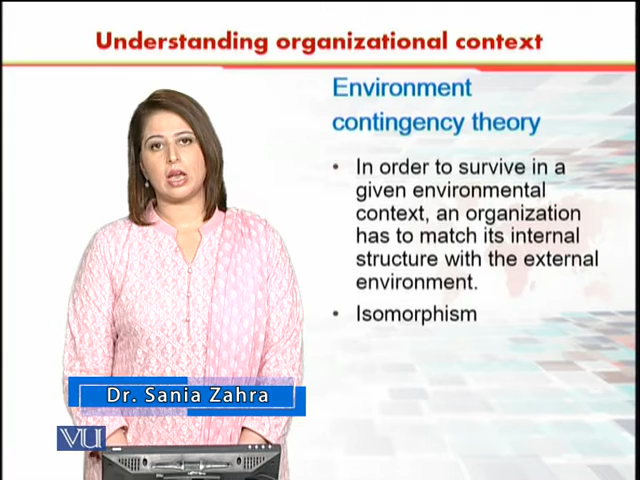 Understanding organizational context
Environment
contingency theory
• In order to survive in a
given environmental
context, an organization
has to match its internal
structure with the external
environment.
• Isomorphism
Dr. Sania Zahra
VU